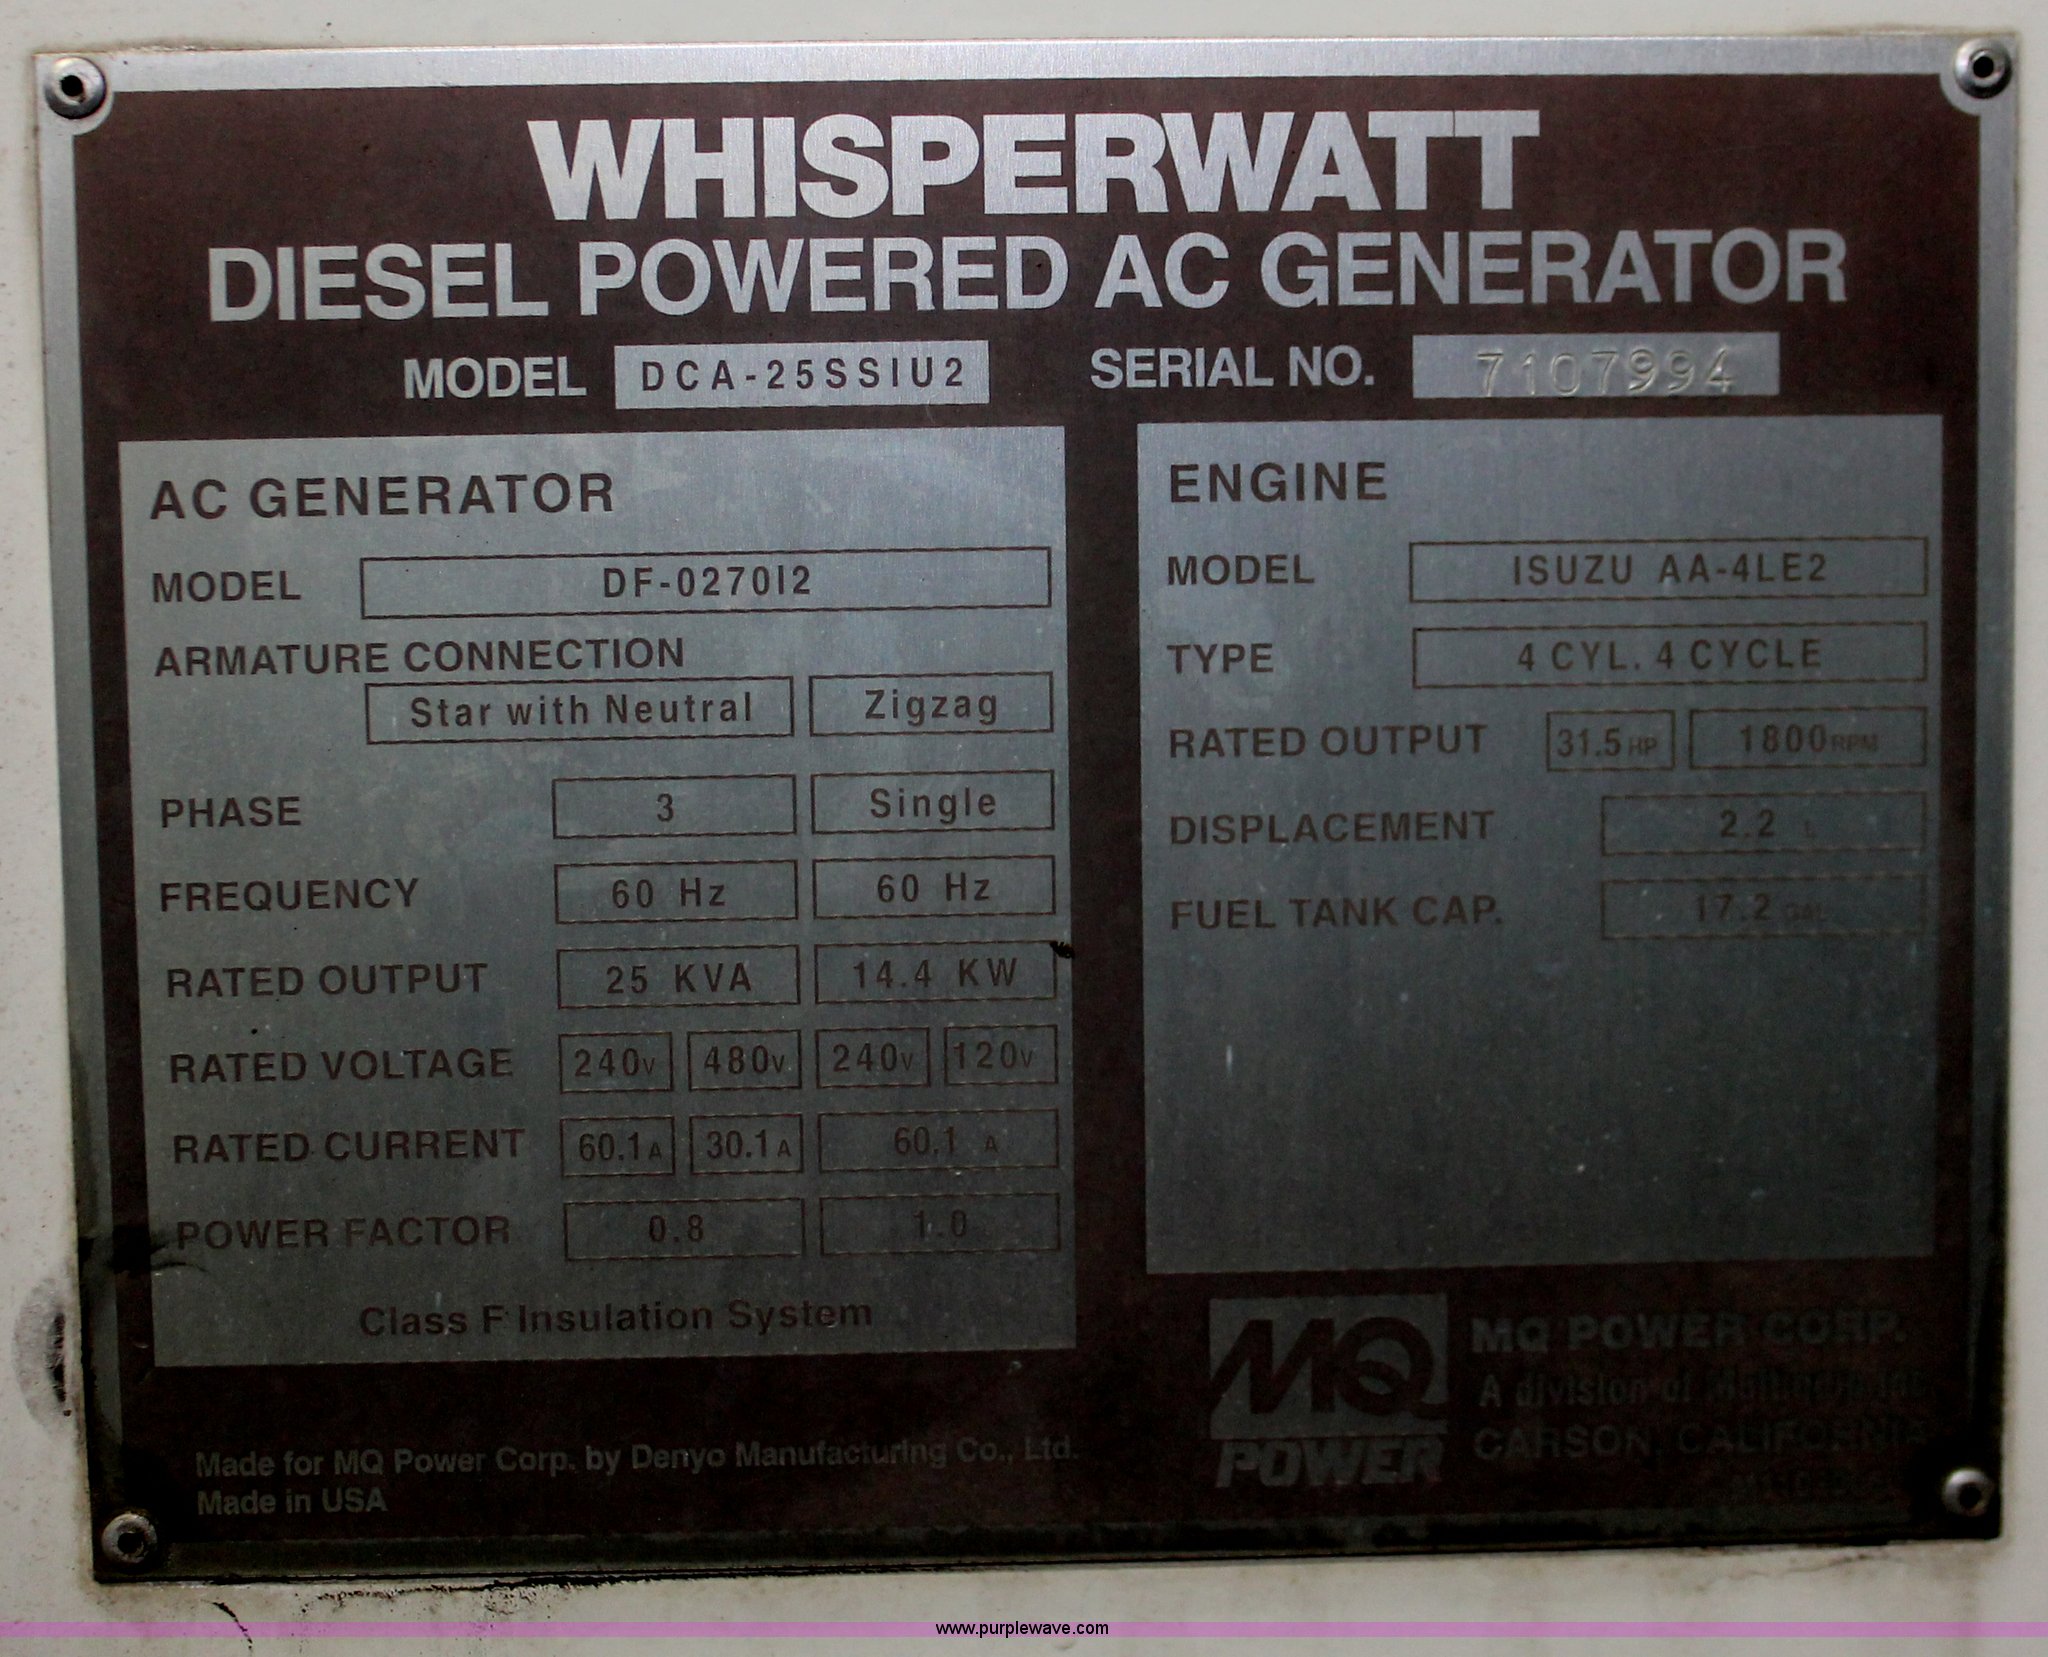 WHISPERWATT
DIESEL POWERED AC GENERATOR
MODEL DCA-25SSIU2 SERIAL NO. 7107994
AC GENERATOR
MODEL DF-0270I2
ARMATURE CONNECTION
Star with Neutral Zigzag
PHASE 3 Single
FREQUENCY 60 Hz 60 Hz
RATED OUTPUT 25 KVA 14.4 KW
RATED VOLTAGE 240V 480V 240V 120V
RATED CURRENT 60.1A 30.1A 60.1 A
POWER FACTOR 0.8 1.0
Class F Insulation System
ENGINE
MODEL ISUZU AA-4LE2
TYPE 4 CYL. 4 CYCLE
RATED OUTPUT 31.5HP 1800RPM
DISPLACEMENT 2.2 L
FUEL TANK CAP. 17.2 GAL
Made for MQ Power Corp. by Denyo Manufacturing Co., Ltd.
Made in USA
MQ
POWER
MQ POWER CORP.
A division of
CARSON, CALIFORNIA
www.purplewave.com